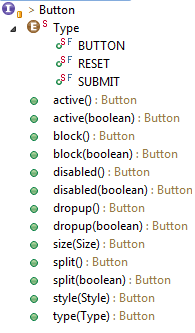 > Button
Type
BUTTON
RESET
SUBMIT
active() : Button
active(boolean) : Button
block() : Button
block(boolean) : Button
disabled() : Button
disabled(boolean) : Button
dropup() : Button
dropup(boolean) : Button
size(Size) : Button
split() : Button
split(boolean) : Button
style(Style) : Button
type(Type) : Button